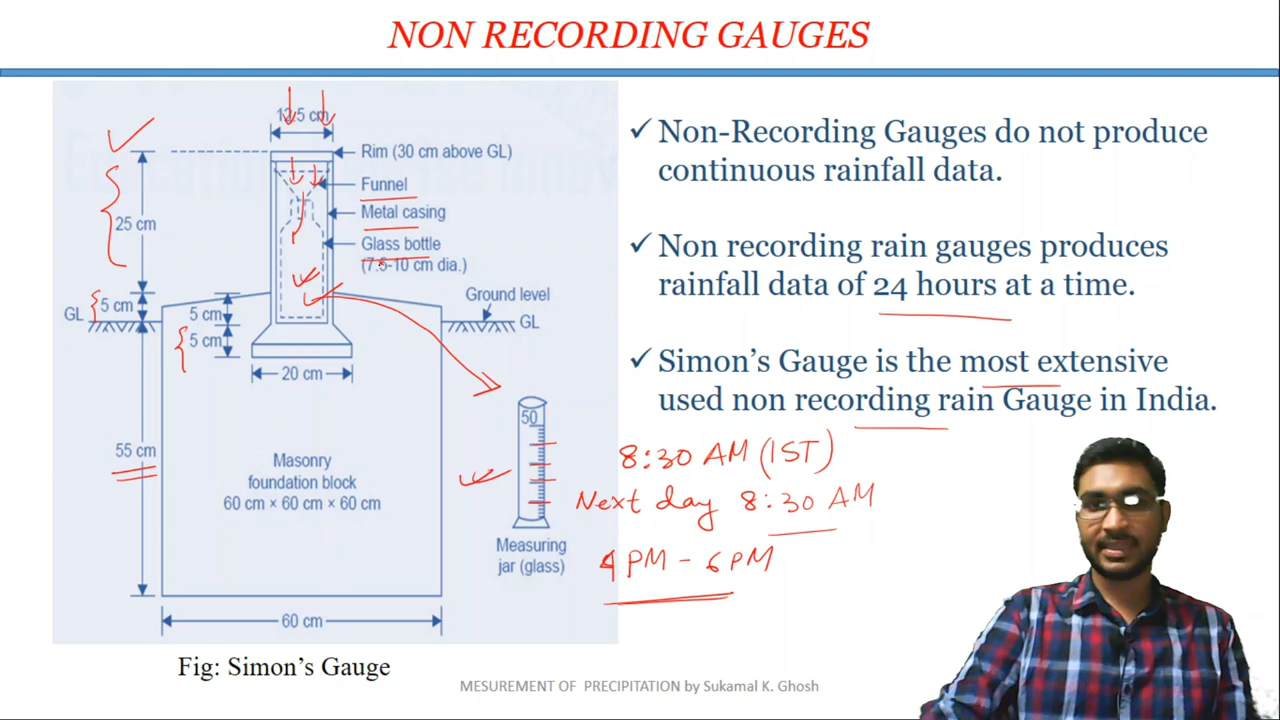 NON RECORDING GAUGES
12.5 cm
Rim (30 cm above GL)
Funnel
Metal casing
Glass bottle
(7.5-10 cm dia.)
25 cm
5 cm
GL
5 cm
5 cm
Ground level
GL
20 cm
50
55 cm
Masonry
foundation block
60 cm × 60 cm × 60 cm
Measuring
jar (glass)
60 cm
Fig: Simon's Gauge
✓ Non-Recording Gauges do not produce
continuous rainfall data.
✓ Non recording rain gauges produces
rainfall data of 24 hours at a time.
✓ Simon's Gauge is the most extensive
used non recording rain Gauge in India.
8:30 AM (IST)
Next day 8:30 AM
4 PM - 6 PM
MESUREMENT OF PRECIPITATION by Sukamal K. Ghosh